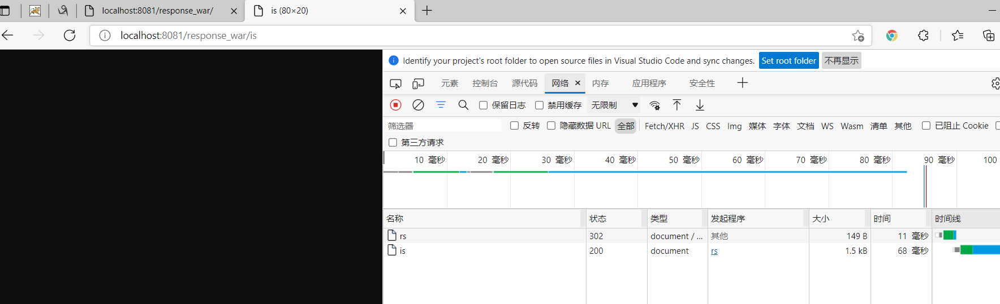 localhost:8081/response_war/
is (80×20)
localhost:8081/response_war/is
Identify your project's root folder to open source files in Visual Studio Code and sync changes. Set root folder 不再显示
元素 控制台 源代码 网络 内存 应用程序 安全性
保留日志 禁用缓存 无限制
筛选器 反转 隐藏数据 URL 全部 Fetch/XHR JS CSS Img 媒体 字体 文档 WS Wasm 清单 其他 已阻止 Cookie
第三方请求
10 毫秒 20 毫秒 30 毫秒 40 毫秒 50 毫秒 60 毫秒 70 毫秒 80 毫秒 90 毫秒 100
名称 状态 类型 发起程序 大小 时间 时间线
rs 302 document / ... 其他 149 B 11 毫秒
is 200 document rs 1.5 kB 68 毫秒